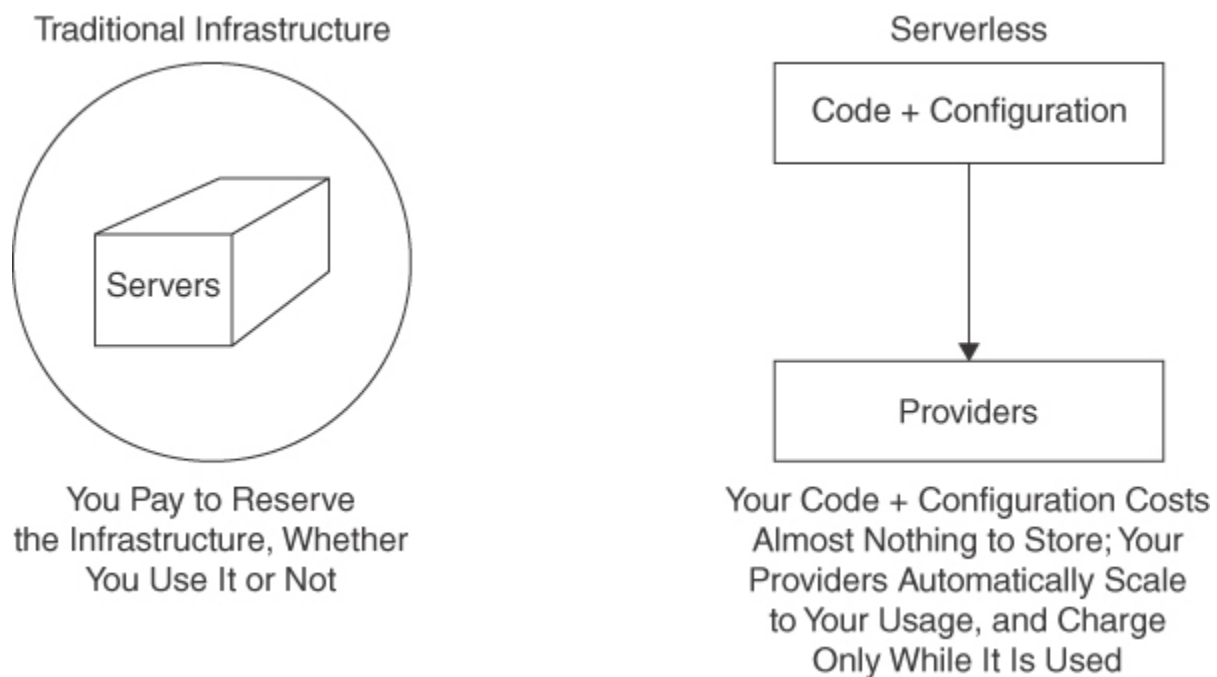 Traditional Infrastructure
Servers
You Pay to Reserve
the Infrastructure, Whether
You Use It or Not
Serverless
Code + Configuration
Providers
Your Code + Configuration Costs
Almost Nothing to Store; Your
Providers Automatically Scale
to Your Usage, and Charge
Only While It Is Used